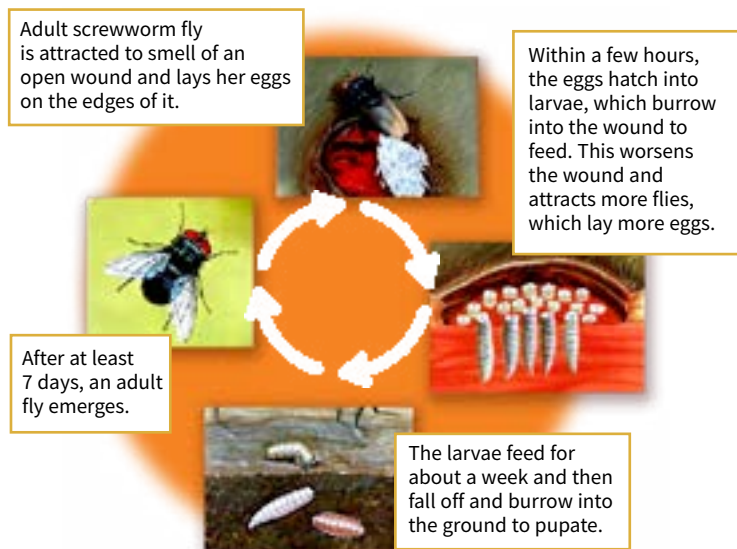 Adult screwworm fly
is attracted to smell of an
open wound and lays her eggs
on the edges of it.
Within a few hours,
the eggs hatch into
larvae, which burrow
into the wound to
feed. This worsens
the wound and
attracts more flies,
which lay more eggs.
The larvae feed for
about a week and then
fall off and burrow into
the ground to pupate.
After at least
7 days, an adult
fly emerges.